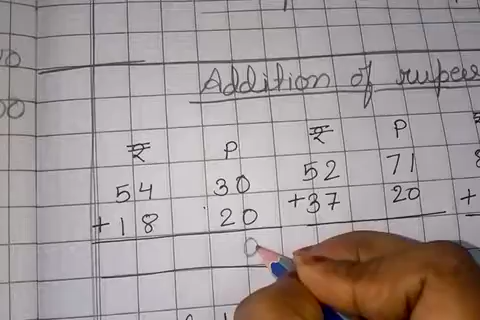 Addition of rupees
₹ P ₹ P
54 30 52 71
+18 20 +37 20
0